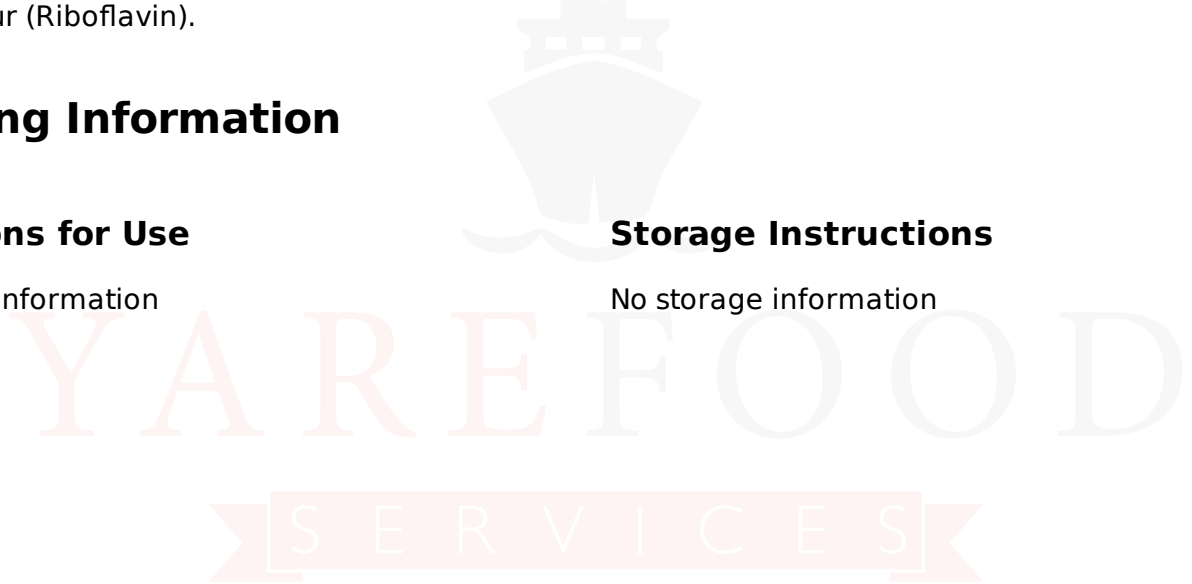 ur (Riboflavin).
ng Information
ons for Use
Storage Instructions
nformation
No storage information
YAREFOOD
SERVICES